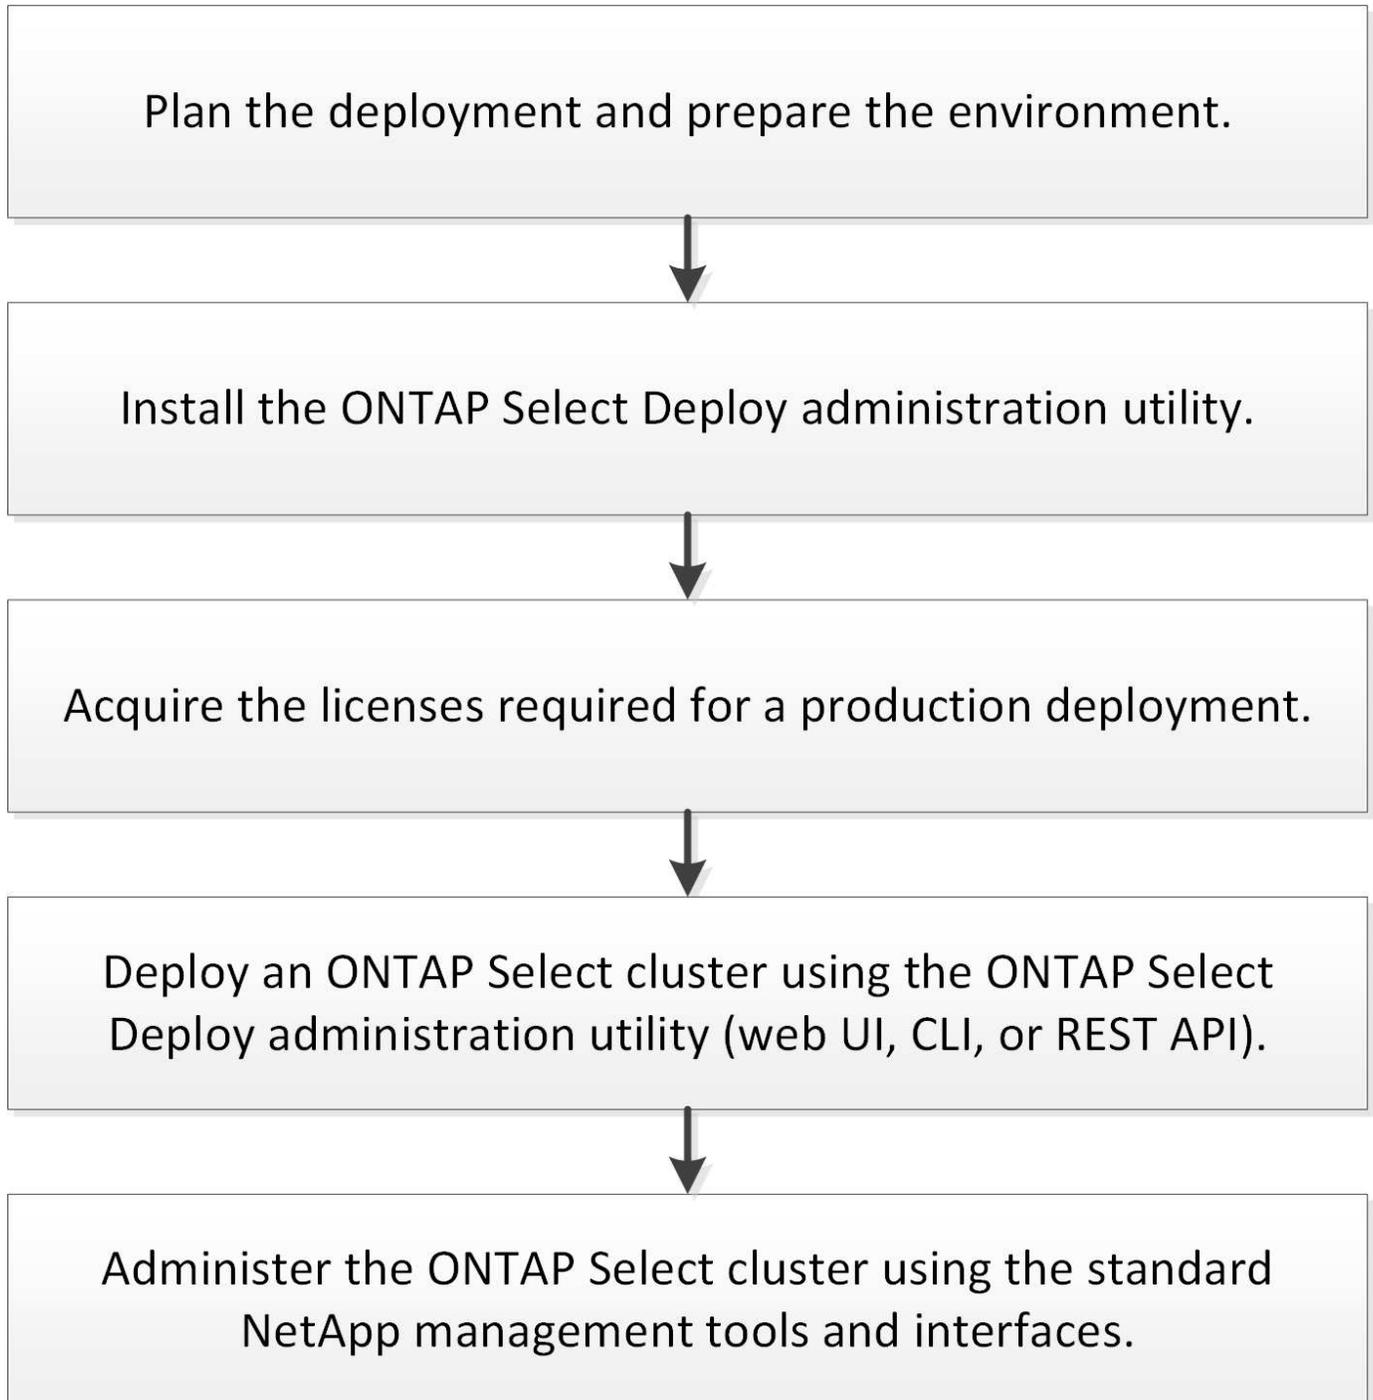 Plan the deployment and prepare the environment.
Install the ONTAP Select Deploy administration utility.
Acquire the licenses required for a production deployment.
Deploy an ONTAP Select cluster using the ONTAP Select
Deploy administration utility (web UI, CLI, or REST API).
Administer the ONTAP Select cluster using the standard
NetApp management tools and interfaces.